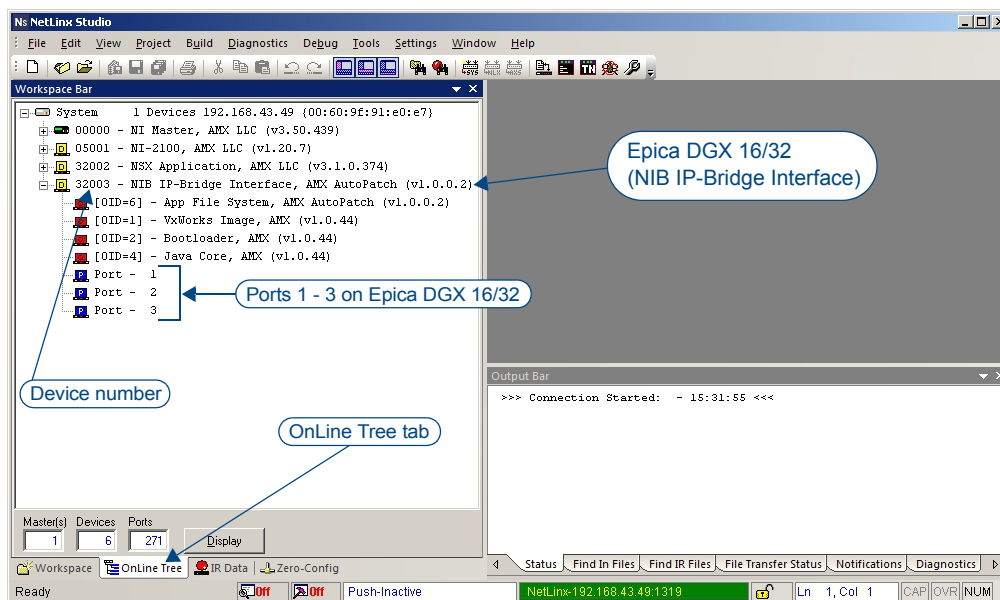 Ns NetLinx Studio
File Edit View Project Build Diagnostics Debug Tools Settings Window Help
SYS NLX AXS TN
Workspace Bar
System 1 Devices 192.168.43.49 {00:60:9f:91:e0:e7}
00000 - NI Master, AMX LLC (v3.50.439)
D 05001 - NI-2100, AMX LLC (v1.20.7)
D 32002 - NSX Application, AMX LLC (v3.1.0.374)
D 32003 - NIB IP-Bridge Interface, AMX AutoPatch (v1.0.0.2)
[OID=6] - App File System, AMX AutoPatch (v1.0.0.2)
[OID=1] - VxWorks Image, AMX (v1.0.44)
[OID=2] - Bootloader, AMX (v1.0.44)
[OID=4] - Java Core, AMX (v1.0.44)
P Port - 1
P Port - 2
P Port - 3
Epica DGX 16/32
(NIB IP-Bridge Interface)
Ports 1 - 3 on Epica DGX 16/32
Device number
OnLine Tree tab
Output Bar
>>> Connection Started: - 15:31:55 <<<
Master(s) Devices Ports
1 6 271 Display
Workspace OnLine Tree IR Data Zero-Config
Status Find In Files Find IR Files File Transfer Status Notifications Diagnostics
Ready Off Off Push-Inactive NetLinx-192.168.43.49:1319 Ln 1, Col 1 CAP OVR NUM